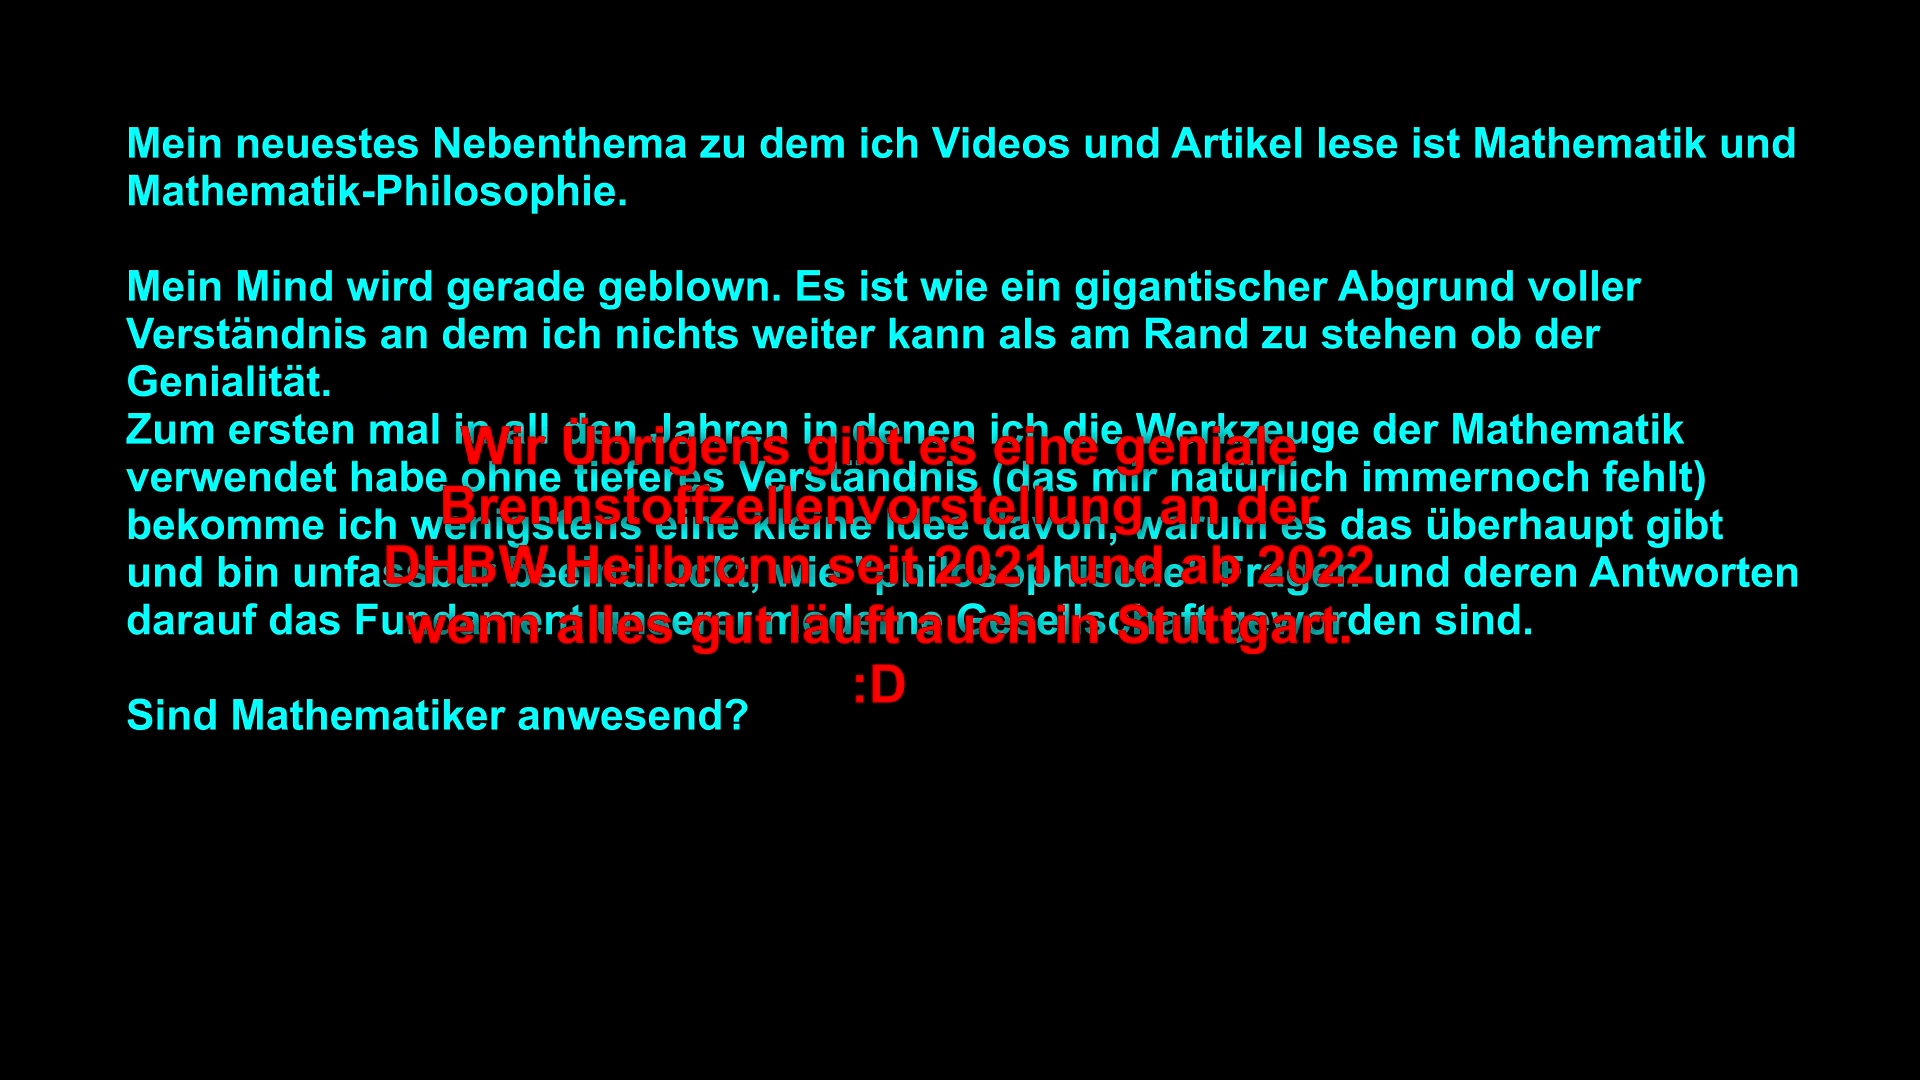 Mein neuestes Nebenthema zu dem ich Videos und Artikel lese ist Mathematik und
Mathematik-Philosophie.
Mein Mind wird gerade geblown. Es ist wie ein gigantischer Abgrund voller
Verständnis an dem ich nichts weiter kann als am Rand zu stehen ob der
Genialität.
Zum ersten mal in all den Jahren in denen ich die Werkzeuge der Mathematik
verwendet habe ohne tieferes Verständnis (das mir natürlich immernoch fehlt)
bekomme ich wenigstens eine kleine Idee davon, warum es das überhaupt gibt
und bin unfassbar beeindruckt, wie "philosophische" Fragen und deren Antworten
darauf das Fundament unserer moderne Gesellschaft geworden sind.
Sind Mathematiker anwesend?
Wir Übrigens gibt es eine geniale
Brennstoffzellenvorstellung an der
DHBW Heilbronn seit 2021 und ab 2022
wenn alles gut läuft auch in Stuttgart.
:D